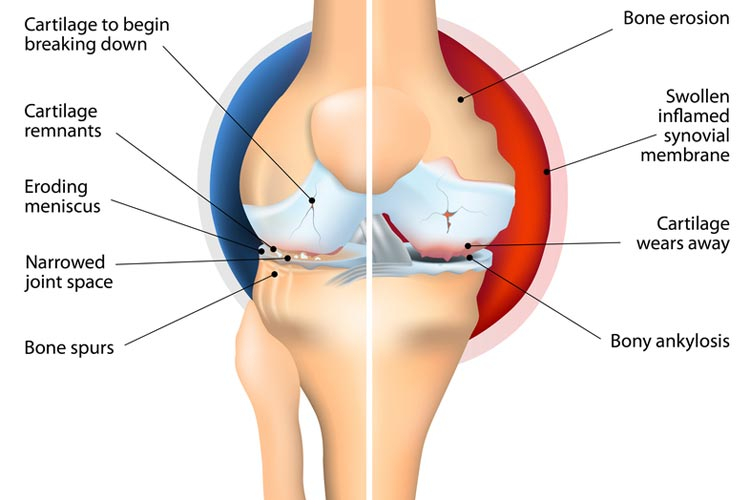 Cartilage to begin
breaking down
Cartilage
remnants
Eroding
meniscus
Narrowed
joint space
Bone spurs
Bone erosion
Swollen
inflamed
synovial
membrane
Cartilage
wears away
Bony ankylosis